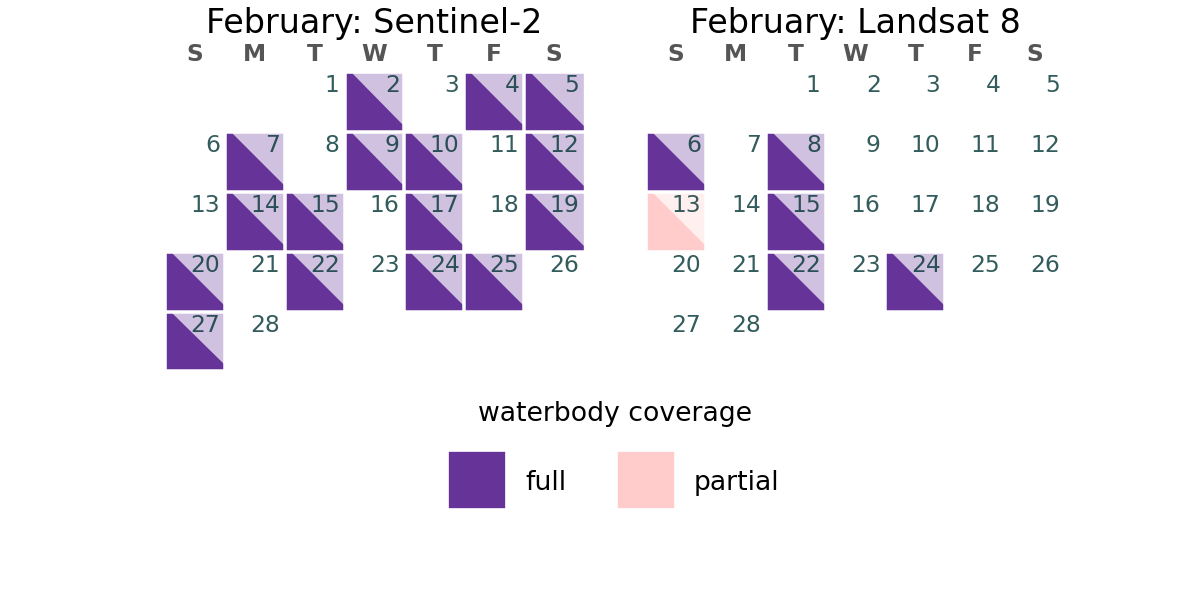 February: Sentinel-2
S M T W T F S
1 2 3 4 5
6 7 8 9 10 11 12
13 14 15 16 17 18 19
20 21 22 23 24 25 26
27 28
February: Landsat 8
S M T W T F S
1 2 3 4 5
6 7 8 9 10 11 12
13 14 15 16 17 18 19
20 21 22 23 24 25 26
27 28
waterbody coverage
full partial